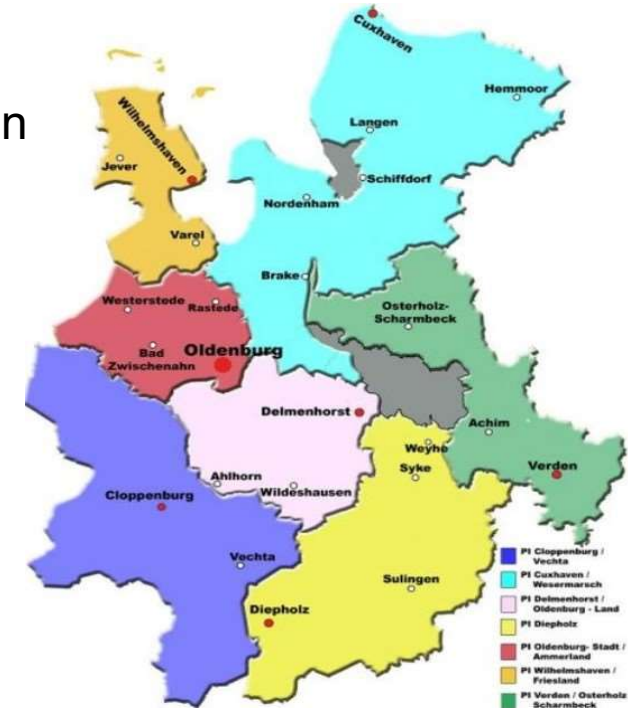 n
Cuxhaven
Hemmoor
Langen
Wilhelmshaven
Jever
Schiffdorf
Nordenham
Varel
Brake
Westerstede
Rastede
Osterholz-
Scharmbeck
Bad
Zwischenahn
Oldenburg
Delmenhorst
Achim
Weyhe
Syke
Verden
Ahlhorn
Wildeshausen
Cloppenburg
Vechta
Sulingen
Diepholz
PI Cloppenburg /
Vechta
PI Cuxhaven /
Wesermarsch
PI Delmenhorst /
Oldenburg - Land
PI Diepholz
PI Oldenburg- Stadt /
Ammerland
PI Wilhelmshaven /
Friesland
PI Verden / Osterholz
Scharmbeck